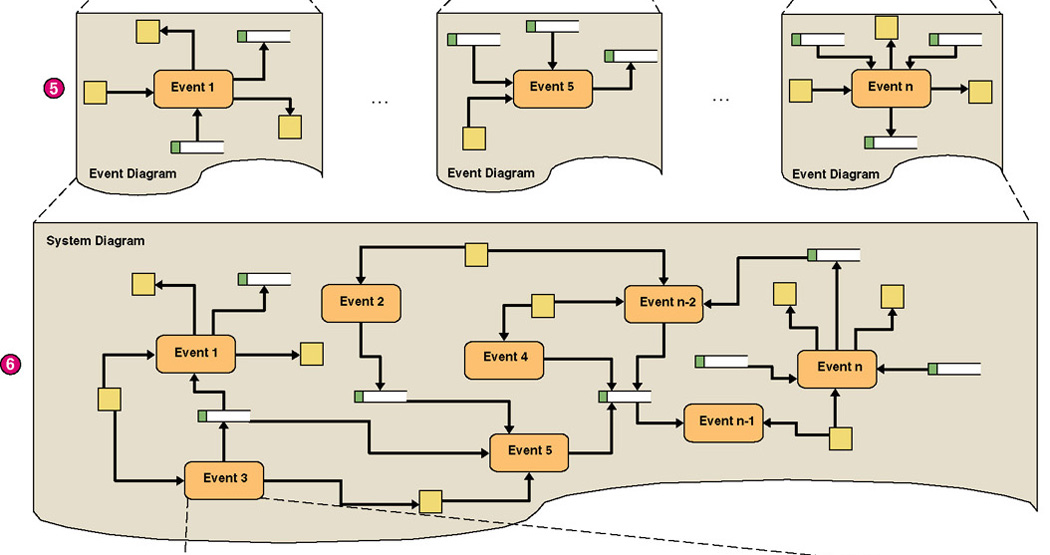 5
Event 1
Event Diagram
...
Event 5
Event Diagram
...
Event n
Event Diagram
6
System Diagram
Event 1
Event 2
Event n-2
Event 4
Event n
Event n-1
Event 5
Event 3